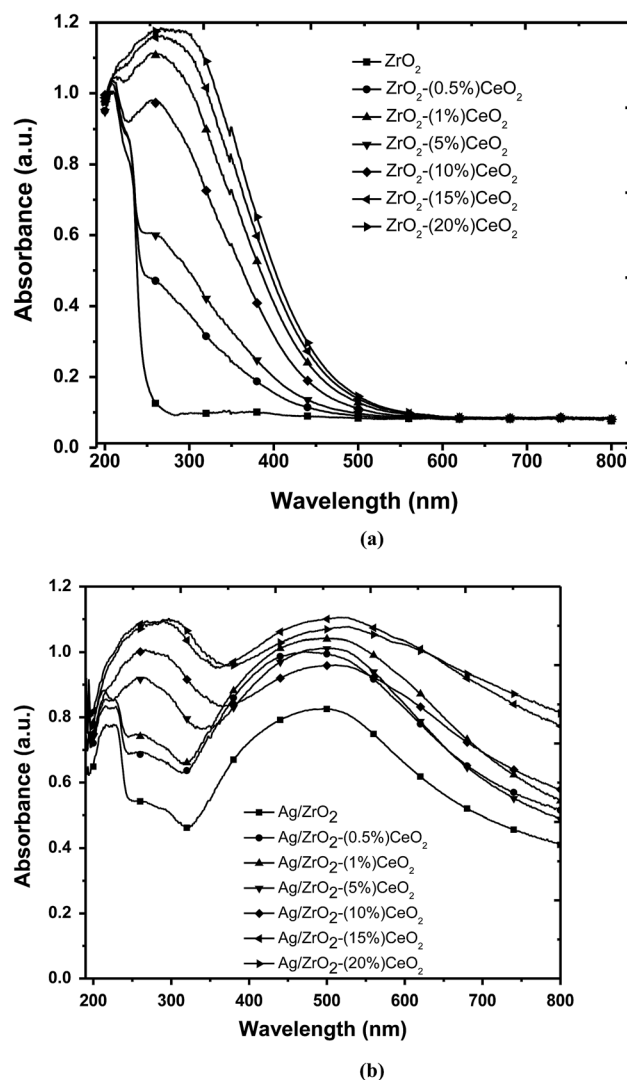 1.2
1.0
0.8
0.6
0.4
0.2
0.0
Absorbance (a.u.)
ZrO2
ZrO2-(0.5%)CeO2
ZrO2-(1%)CeO2
ZrO2-(5%)CeO2
ZrO2-(10%)CeO2
ZrO2-(15%)CeO2
ZrO2-(20%)CeO2
200 300 400 500 600 700 800
Wavelength (nm)
(a)
1.2
1.0
0.8
0.6
0.4
0.2
0.0
Absorbance (a.u.)
Ag/ZrO2
Ag/ZrO2-(0.5%)CeO2
Ag/ZrO2-(1%)CeO2
Ag/ZrO2-(5%)CeO2
Ag/ZrO2-(10%)CeO2
Ag/ZrO2-(15%)CeO2
Ag/ZrO2-(20%)CeO2
200 300 400 500 600 700 800
Wavelength (nm)
(b)